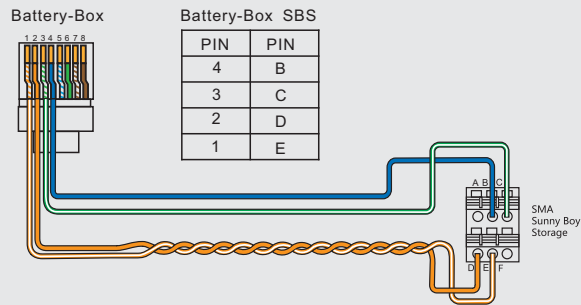 Battery-Box
1 2 3 4 5 6 7 8
Battery-Box SBS
PIN PIN
4 B
3 C
2 D
1 E
A B C
SMA
Sunny Boy
Storage
D E F